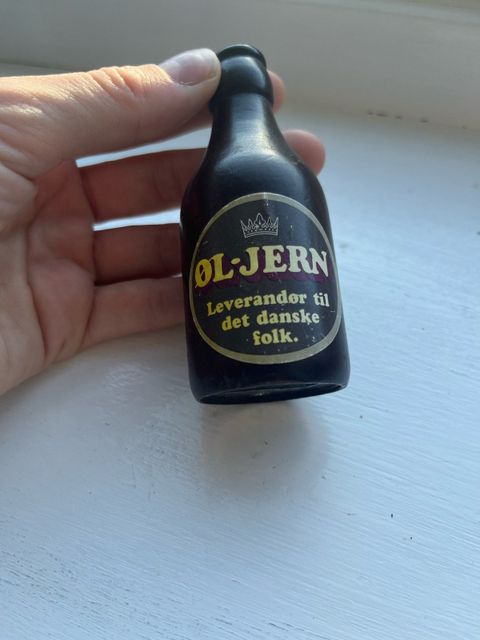 ØL-JERN
Leverandør til
det danske
folk.